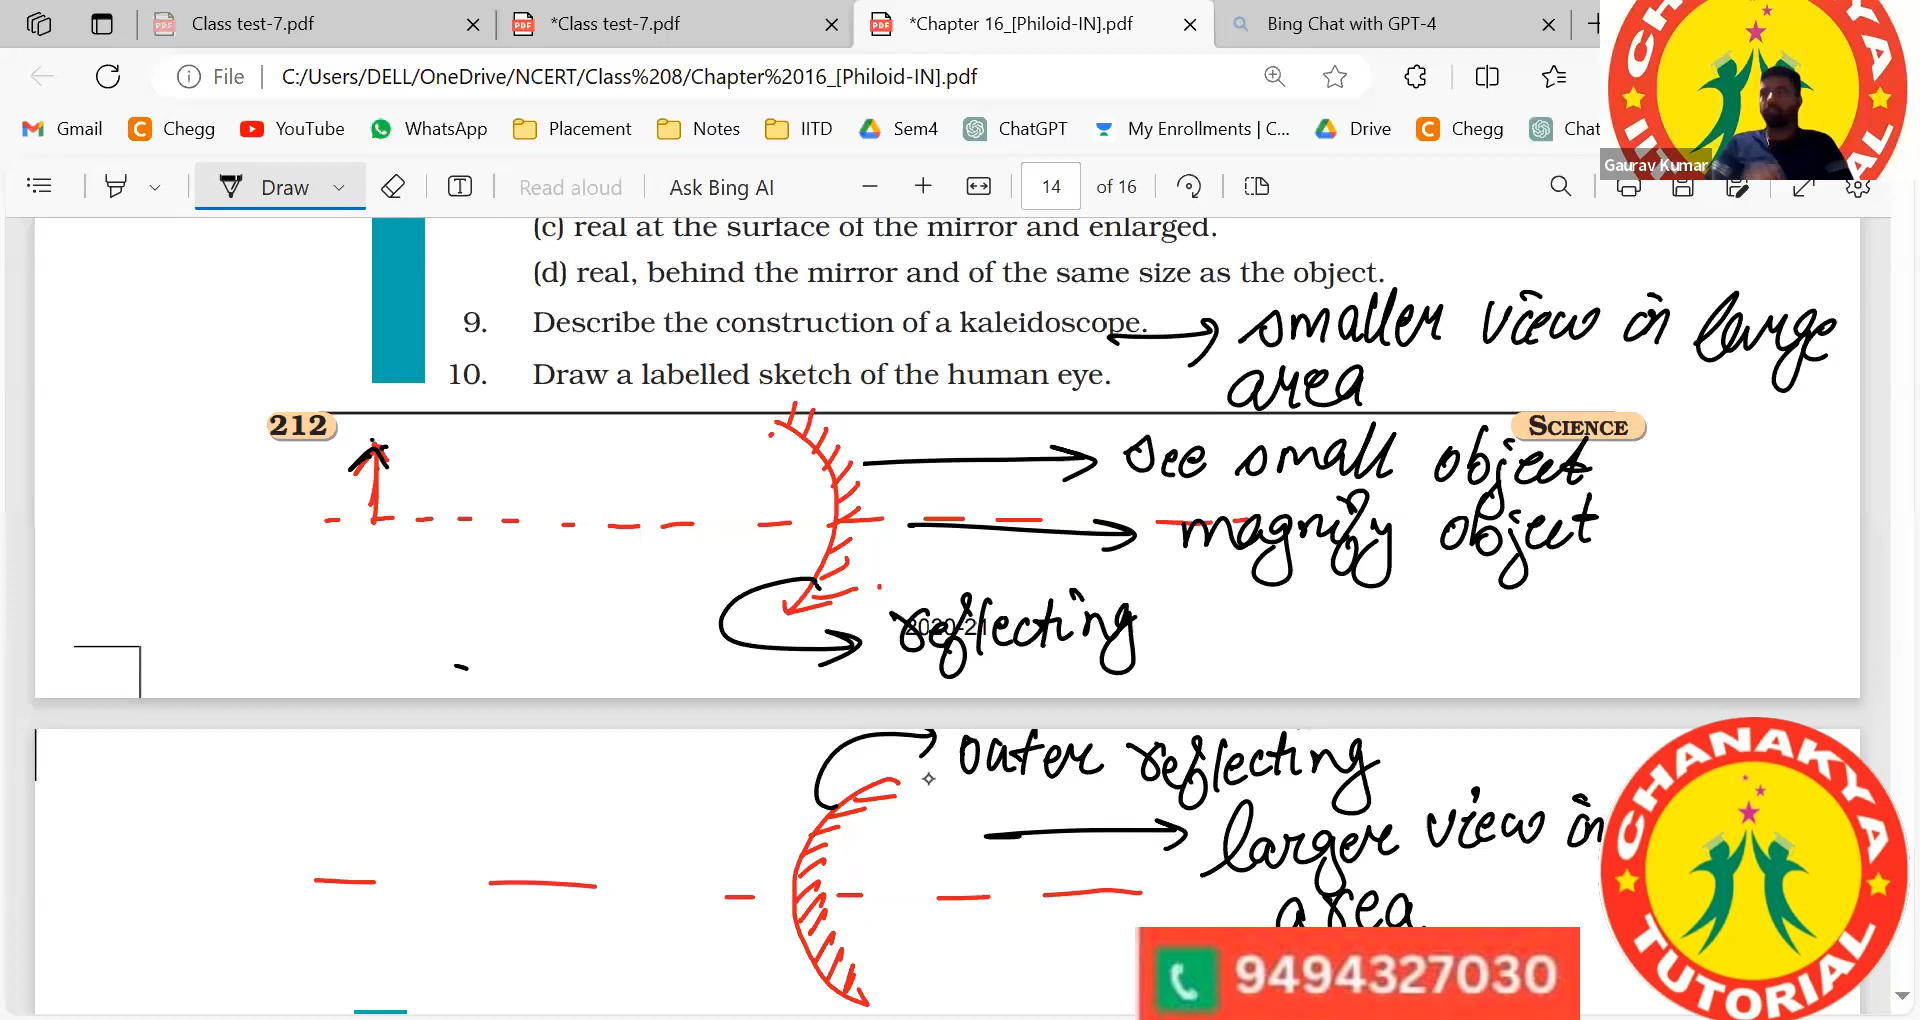 Class test-7.pdf
*Class test-7.pdf
*Chapter 16_[Philoid-IN].pdf
Bing Chat with GPT-4
File
C:/Users/DELL/OneDrive/NCERT/Class%208/Chapter%2016_[Philoid-IN].pdf
Gmail
Chegg
YouTube
WhatsApp
Placement
Notes
IITD
Sem4
ChatGPT
My Enrollments | C...
Drive
Chegg
Chat
Gaurav Kumar
Draw
Read aloud
Ask Bing AI
14
of 16
(c) real at the surface of the mirror and enlarged.
(d) real, behind the mirror and of the same size as the object.
9. Describe the construction of a kaleidoscope.
smaller view in large
area
10. Draw a labelled sketch of the human eye.
212
SCIENCE
see small object
magnify object
reflecting
2020-21
outer reflecting
larger view in
area
CHANAKYA
TUTORIAL
9494327030